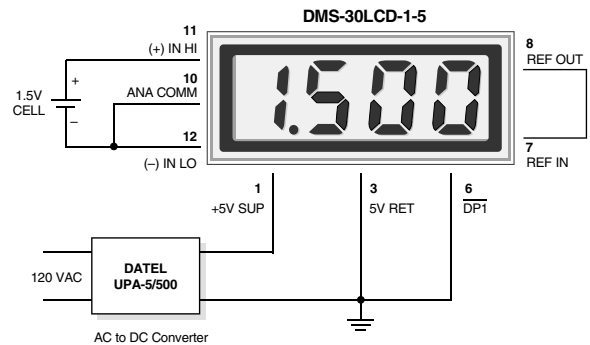 DMS-30LCD-1-5
11
(+) IN HI
10
ANA COMM
12
(–) IN LO
+
1.5V
CELL
–
1.500
8
REF OUT
7
REF IN
1
+5V SUP
3
5V RET
6
DP1
120 VAC
DATEL
UPA-5/500
AC to DC Converter